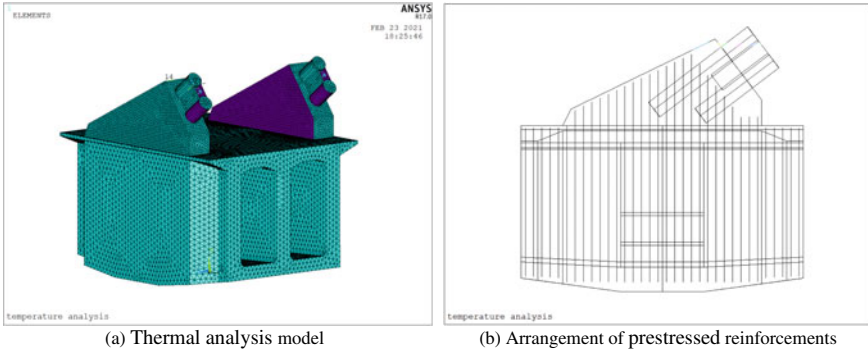 ELEMENTS
ANSYS
R17.0
FEB 23 2021
18:25:46
14
temperature analysis
temperature analysis
(a) Thermal analysis model
(b) Arrangement of prestressed reinforcements